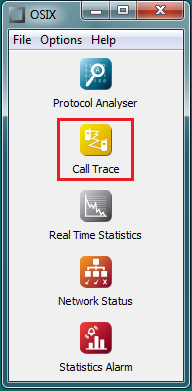 OSIX
File Options Help
Protocol Analyser
Call Trace
Real Time Statistics
Network Status
Statistics Alarm